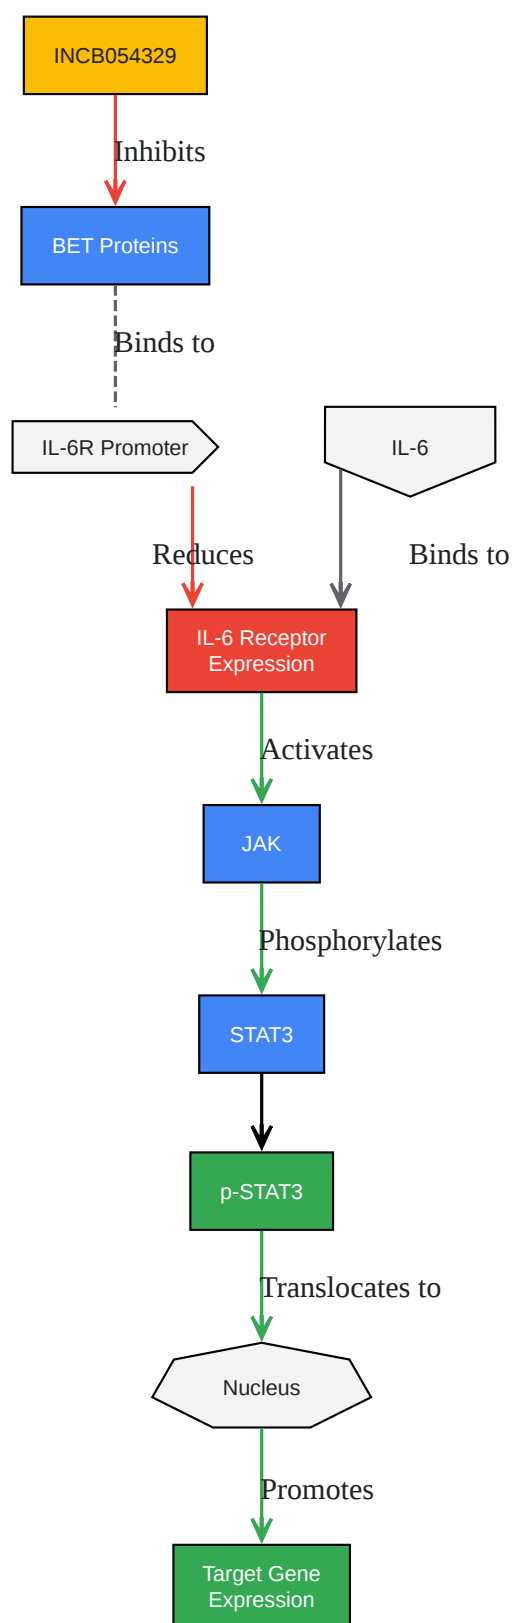 INCB054329
Inhibits
BET Proteins
Binds to
IL-6R Promoter
IL-6
Reduces
Binds to
IL-6 Receptor
Expression
Activates
JAK
Phosphorylates
STAT3
p-STAT3
Translocates to
Nucleus
Promotes
Target Gene
Expression